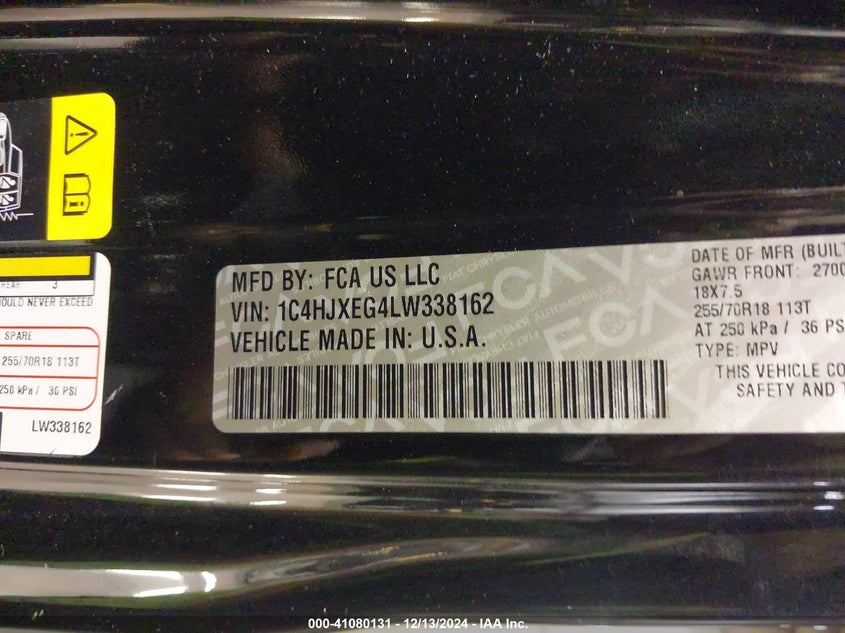 REAR 3
OULD NEVER EXCEED
SPARE
255/70R18 113T
250 kPa / 36 PSI
LW338162
MFD BY: FCA US LLC
VIN: 1C4HJXEG4LW338162
VEHICLE MADE IN: U.S.A.
DATE OF MFR (BUILT
GAWR FRONT: 2700
18X7.5
255/70R18 113T
AT 250 kPa / 36 PS
TYPE: MPV
THIS VEHICLE CO
SAFETY AND T
000-41080131 - 12/13/2024 - IAA Inc.